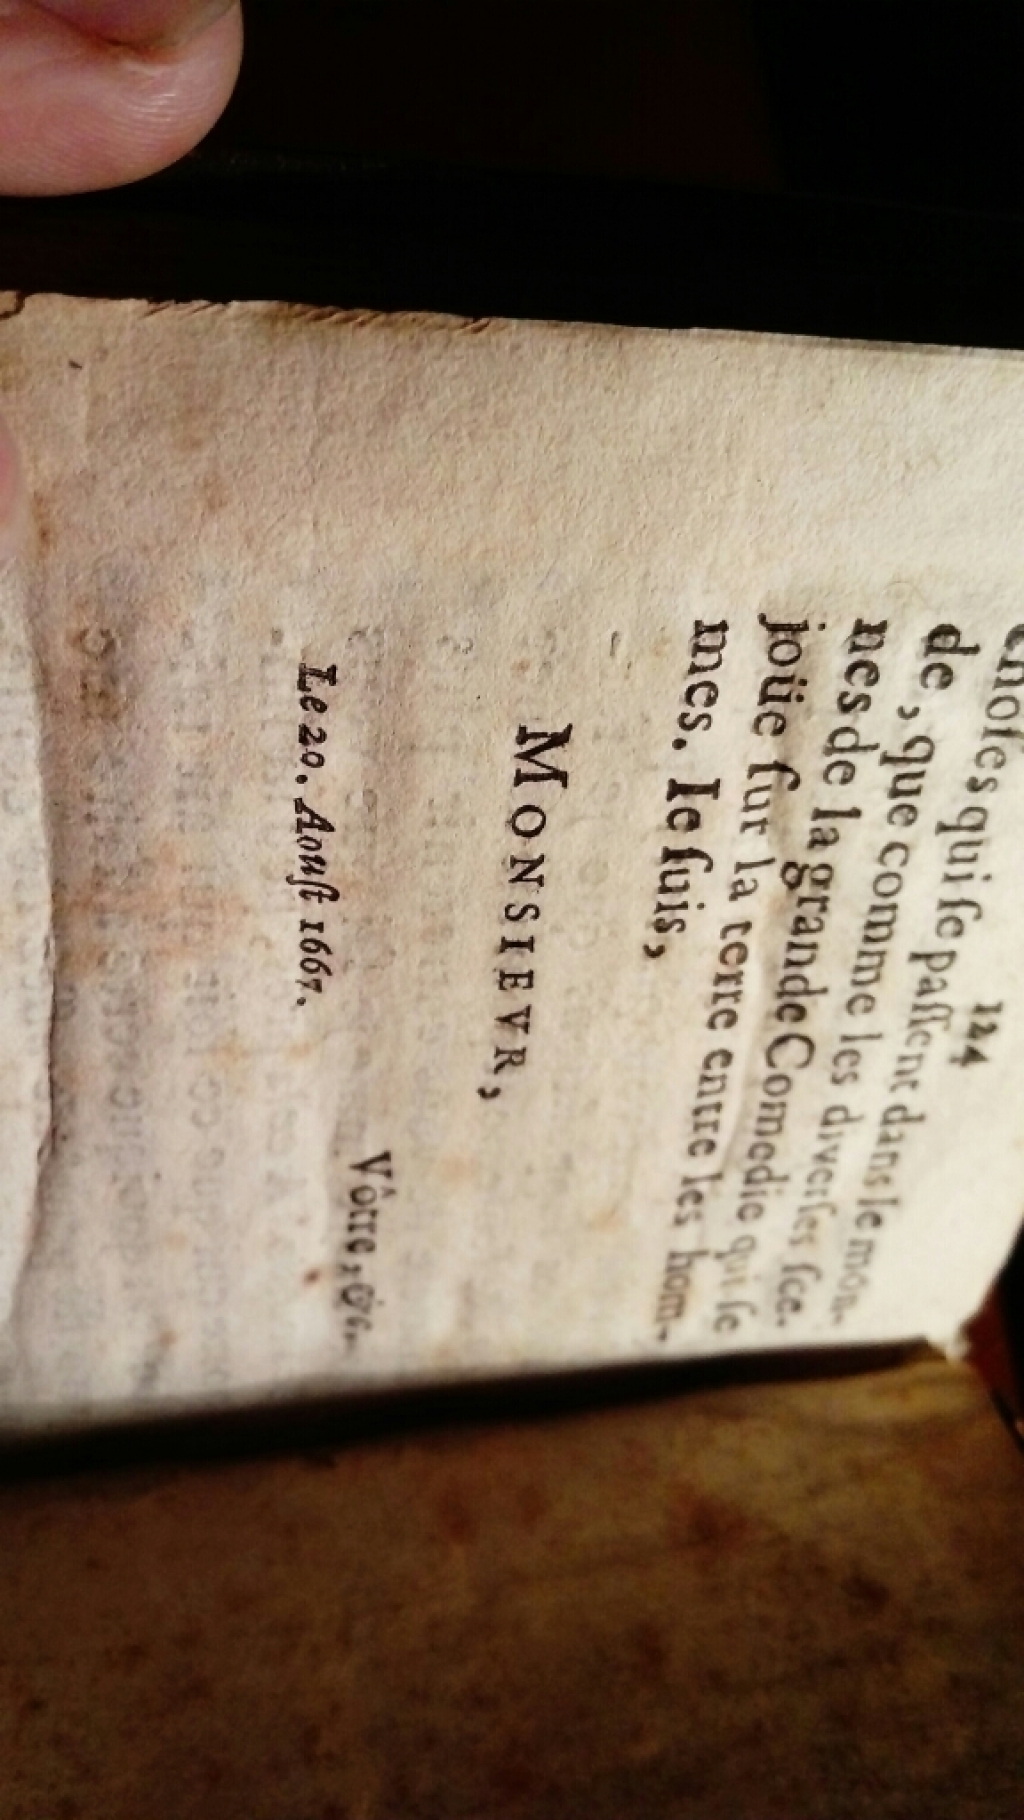 124
choses qui ſe paſſent dans le mon-
de, que comme les diverſes ſce-
nes de la grande Comedie qui ſe
joüe ſur la terre entre les hom-
mes. Ie ſuis,
MONSIEVR,
Vôtre, &c.
Le 20. Aouſt 1667.